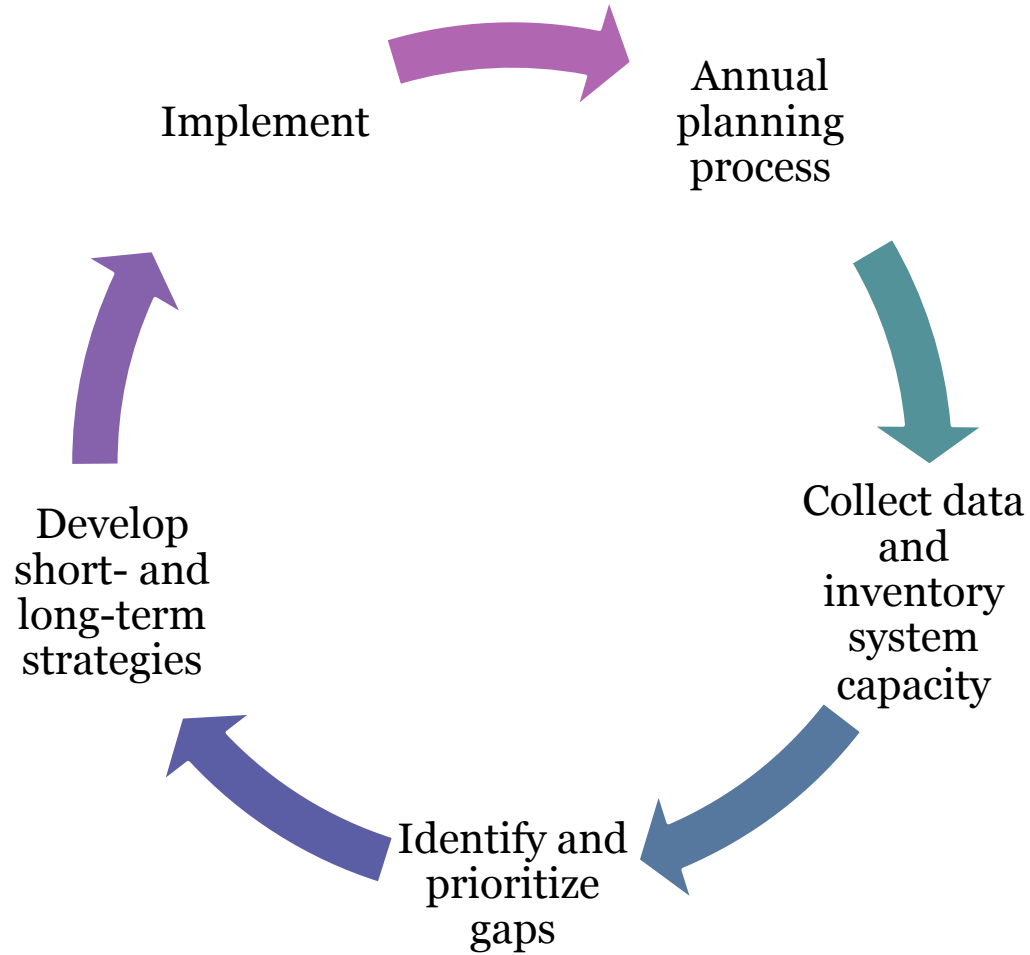 Implement
Annual
planning
process
Collect data
and
inventory
system
capacity
Identify and
prioritize
gaps
Develop
short- and
long-term
strategies